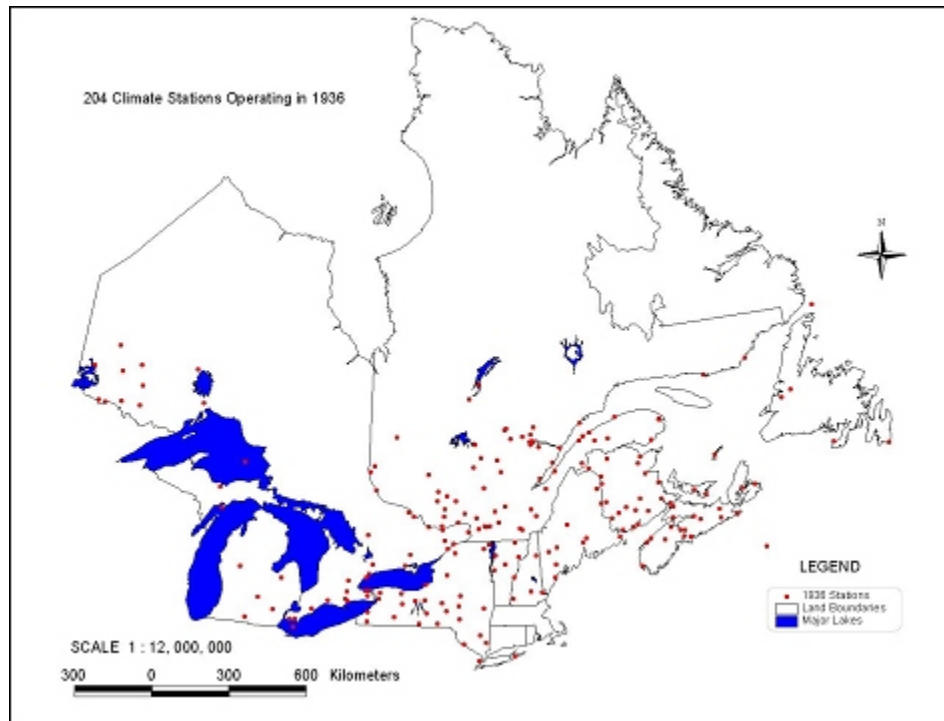 204 Climate Stations Operating in 1936
N
LEGEND
1936 Stations
Land Boundaries
Major Lakes
SCALE 1 : 12, 000, 000
300 0 300 600 Kilometers